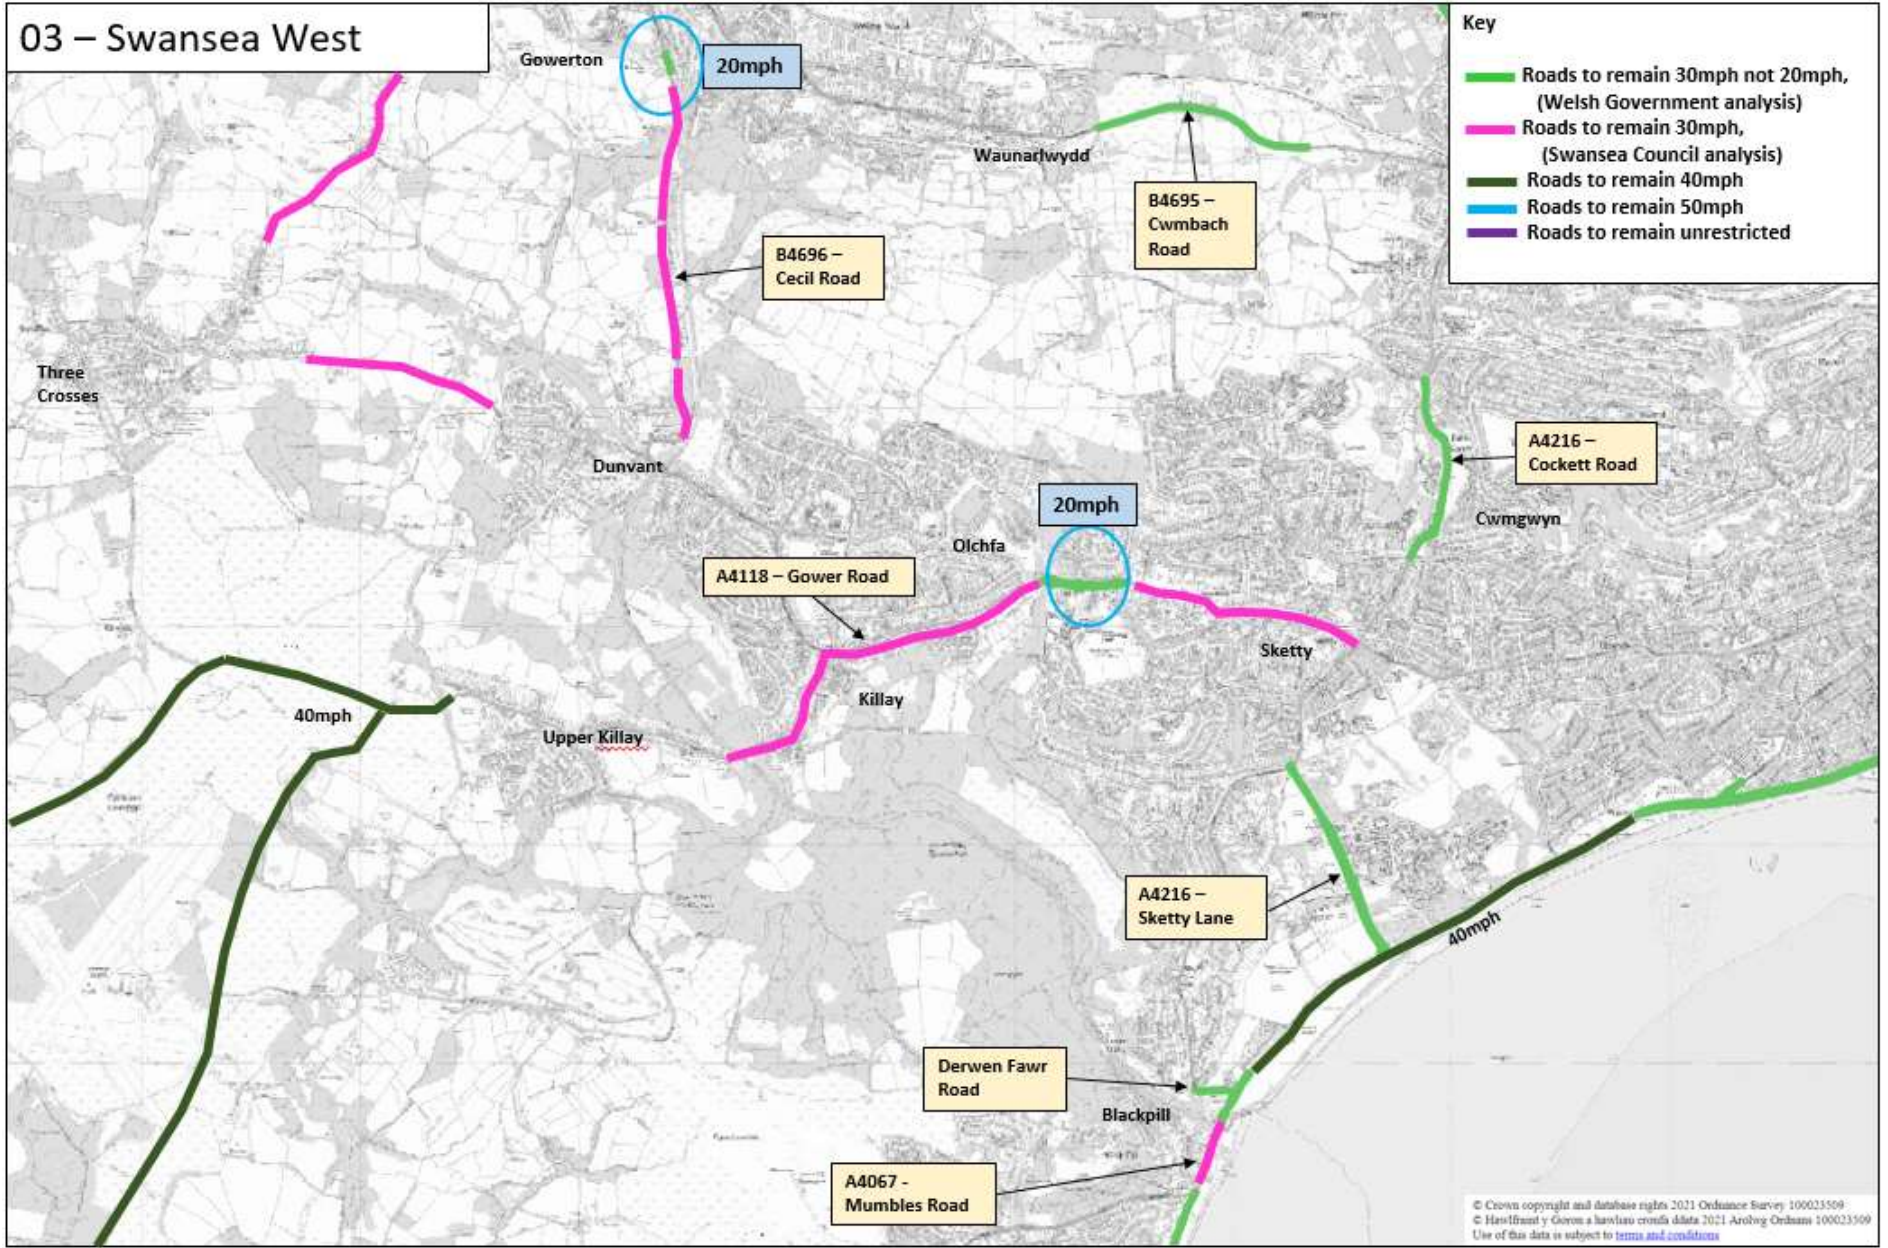 03 – Swansea West
Gowerton
20mph
Key
Roads to remain 30mph not 20mph,
(Welsh Government analysis)
Roads to remain 30mph,
(Swansea Council analysis)
Roads to remain 40mph
Roads to remain 50mph
Roads to remain unrestricted
Waunarlwydd
B4695 –
Cwmbach
Road
B4696 –
Cecil Road
Three
Crosses
Dunvant
A4216 –
Cockett Road
Cwmgwyn
20mph
Olchfa
A4118 – Gower Road
Sketty
Killay
40mph
Upper Killay
A4216 –
Sketty Lane
40mph
Derwen Fawr
Road
Blackpill
A4067 -
Mumbles Road
© Crown copyright and database rights 2021 Ordnance Survey 100023509
© Hawlfraint y Goron a hawliau cronfa ddata 2021 Arolwg Ordnans 100023509
Use of this data is subject to terms and conditions